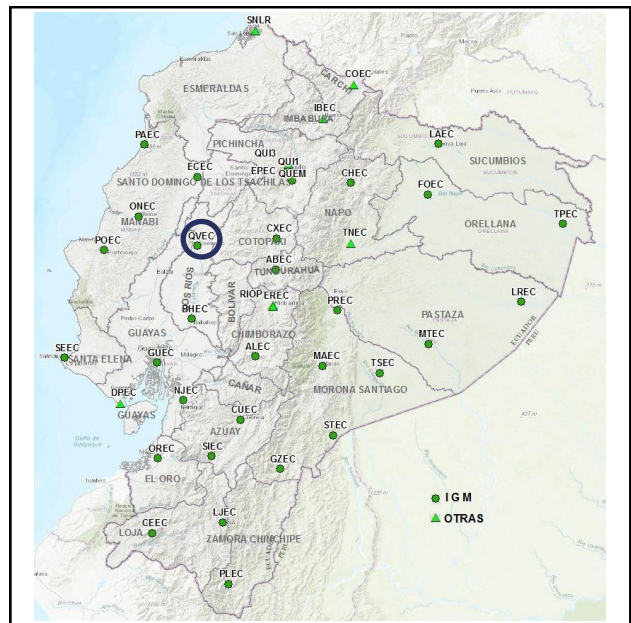 SNLR
COEC
CARCHI
ESMERALDAS
IBEC
IMBABURA
PAEC
PICHINCHA
LAEC
QUI3
QUI1
SUCUMBIOS
ECEC
EPEC
QUEM
CHEC
SANTO DOMINGO DE LOS TSACHILAS
FOEC
NAPO
ONEC
MANABI
ORELLANA
TPEC
QVEC
CXEC
TNEC
POEC
COTOPAXI
ABEC
TUNGURAHUA
LOS RIOS
BOLIVAR
RIOP
EREC
PREC
LREC
BHEC
PASTAZA
CHIMBORAZO
GUAYAS
MTEC
ECUADOR
PERU
SEEC
SANTA ELENA
GUEC
ALEC
MAEC
TSEC
DPEC
NJEC
CAÑAR
MORONA SANTIAGO
GUAYAS
CUEC
AZUAY
STEC
OREC
SIEC
GZEC
EL ORO
IGM
OTRAS
LJEC
CEEC
LOJA
ZAMORA CHINCHIPE
ECUADOR
PERU
PLEC